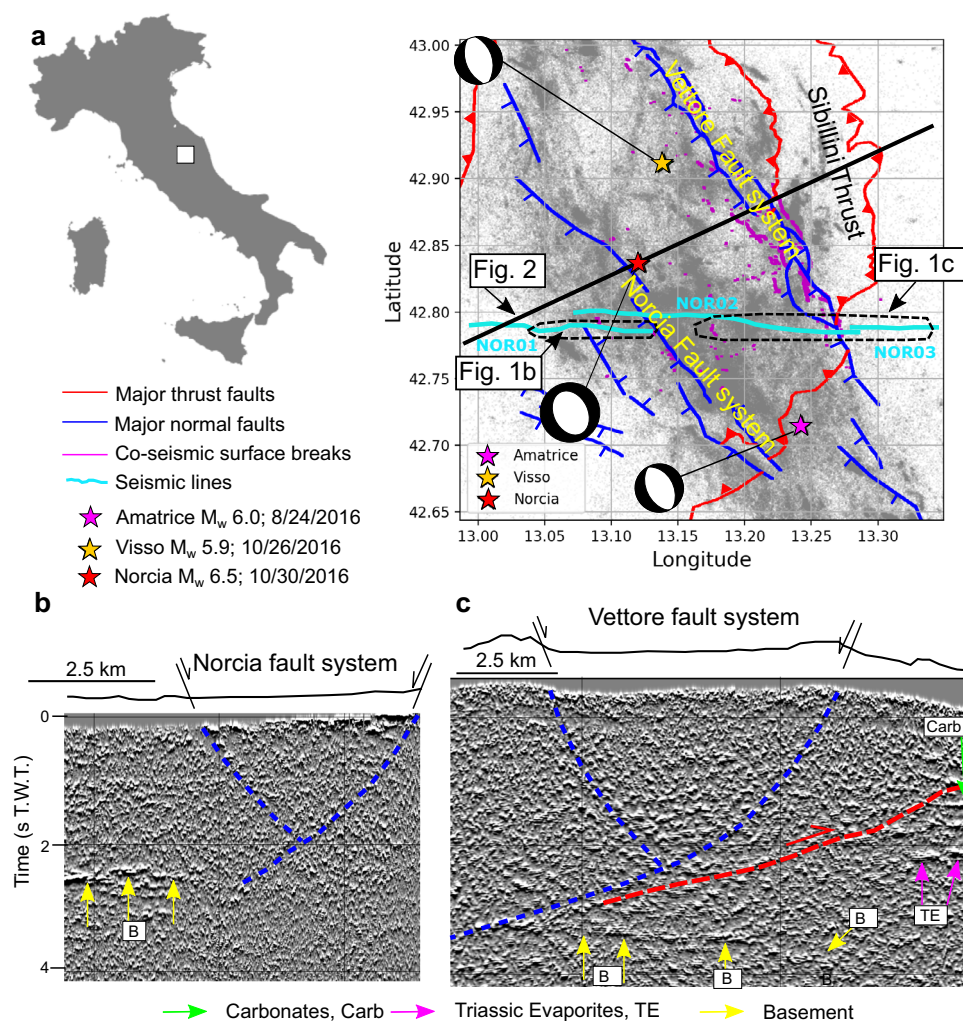 a
43.00
42.95
42.90
42.85
42.80
42.75
42.70
42.65
Latitude
13.00
13.05
13.10
13.15
13.20
13.25
13.30
Longitude
Vettore Fault system
Sibillini Thrust
Norcia Fault system
Fig. 2
Fig. 1c
Fig. 1b
NOR01
NOR02
NOR03
Amatrice
Visso
Norcia
Major thrust faults
Major normal faults
Co-seismic surface breaks
Seismic lines
Amatrice Mw 6.0; 8/24/2016
Visso Mw 5.9; 10/26/2016
Norcia Mw 6.5; 10/30/2016
b
Norcia fault system
2.5 km
Time (s T.W.T.)
0
2
4
B
c
Vettore fault system
2.5 km
Carb
TE
B
B
B
B
Carbonates, Carb
Triassic Evaporites, TE
Basement